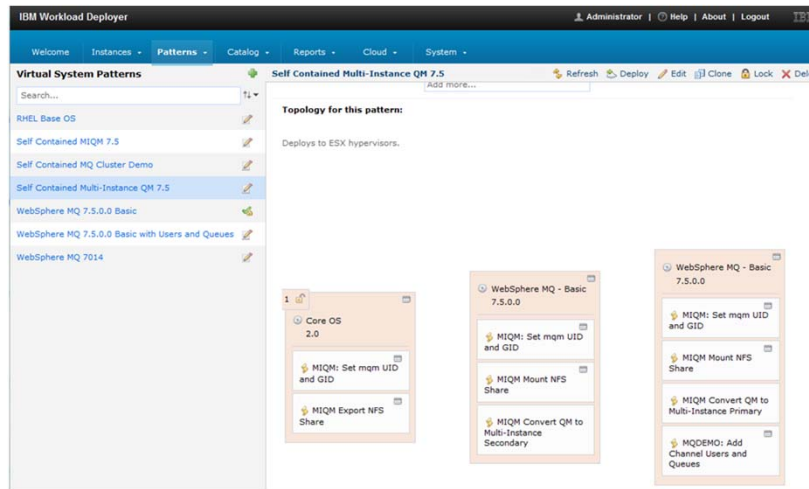 IBM Workload Deployer
Administrator | Help | About | Logout
Welcome Instances Patterns Catalog Reports Cloud System
Virtual System Patterns
Search...
RHEL Base OS
Self Contained MIQM 7.5
Self Contained MQ Cluster Demo
Self Contained Multi-Instance QM 7.5
WebSphere MQ 7.5.0.0 Basic
WebSphere MQ 7.5.0.0 Basic with Users and Queues
WebSphere MQ 7014
Self Contained Multi-Instance QM 7.5
Refresh Deploy Edit Clone Lock Del
Add more...
Topology for this pattern:
Deploys to ESX hypervisors.
1
Core OS
2.0
MIQM: Set mqm UID
and GID
MIQM Export NFS
Share
WebSphere MQ - Basic
7.5.0.0
MIQM: Set mqm UID
and GID
MIQM Mount NFS
Share
MIQM Convert QM to
Multi-Instance
Secondary
WebSphere MQ - Basic
7.5.0.0
MIQM: Set mqm UID
and GID
MIQM Mount NFS
Share
MIQM Convert QM to
Multi-Instance Primary
MQDEMO: Add
Channel Users and
Queues